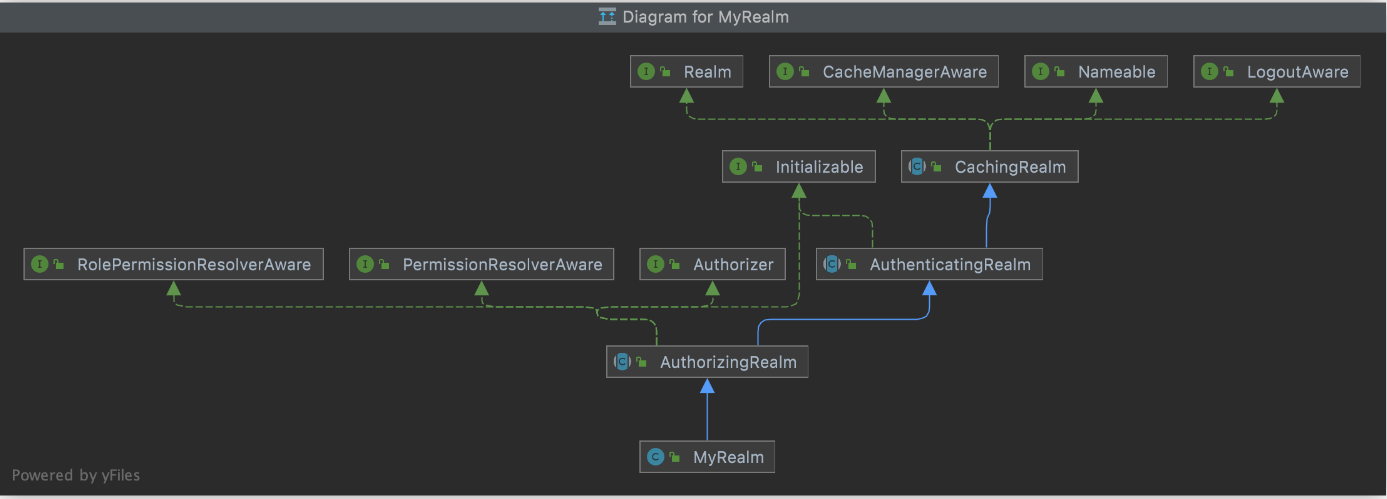 Diagram for MyRealm
I Realm
I CacheManagerAware
I Nameable
I LogoutAware
I Initializable
C CachingRealm
I RolePermissionResolverAware
I PermissionResolverAware
I Authorizer
C AuthenticatingRealm
C AuthorizingRealm
C MyRealm
Powered by yFiles